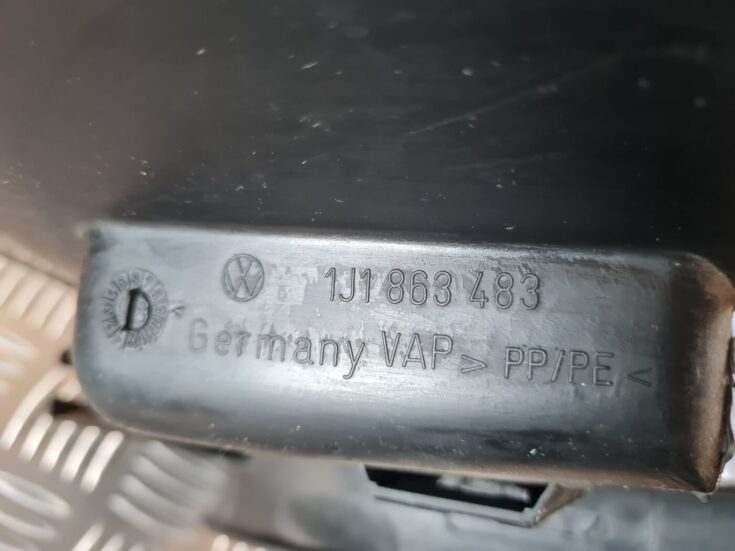 1J1 863 483
D
Germany VAP > PP/PE <